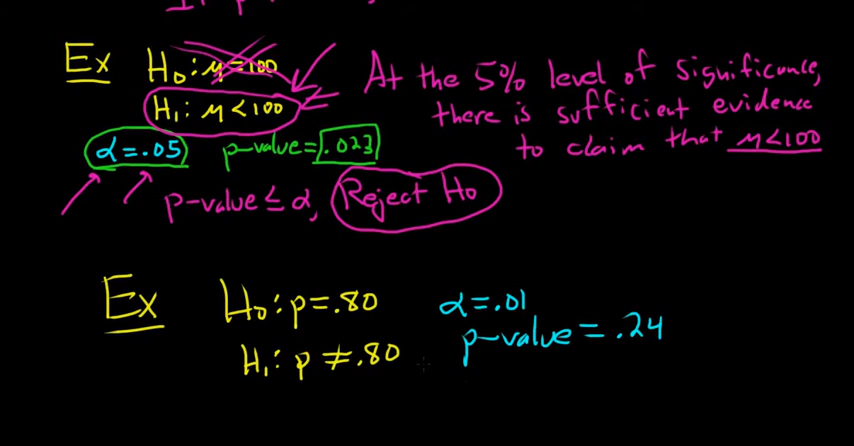 If p
Ex H₀: μ=100
H₁: μ<100
At the 5% level of significance,
there is sufficient evidence
to claim that μ<100
α=.05 p-value=.023
p-value≤α, Reject H₀
Ex H₀: p=.80 α=.01
H₁: p≠.80 p-value=.24